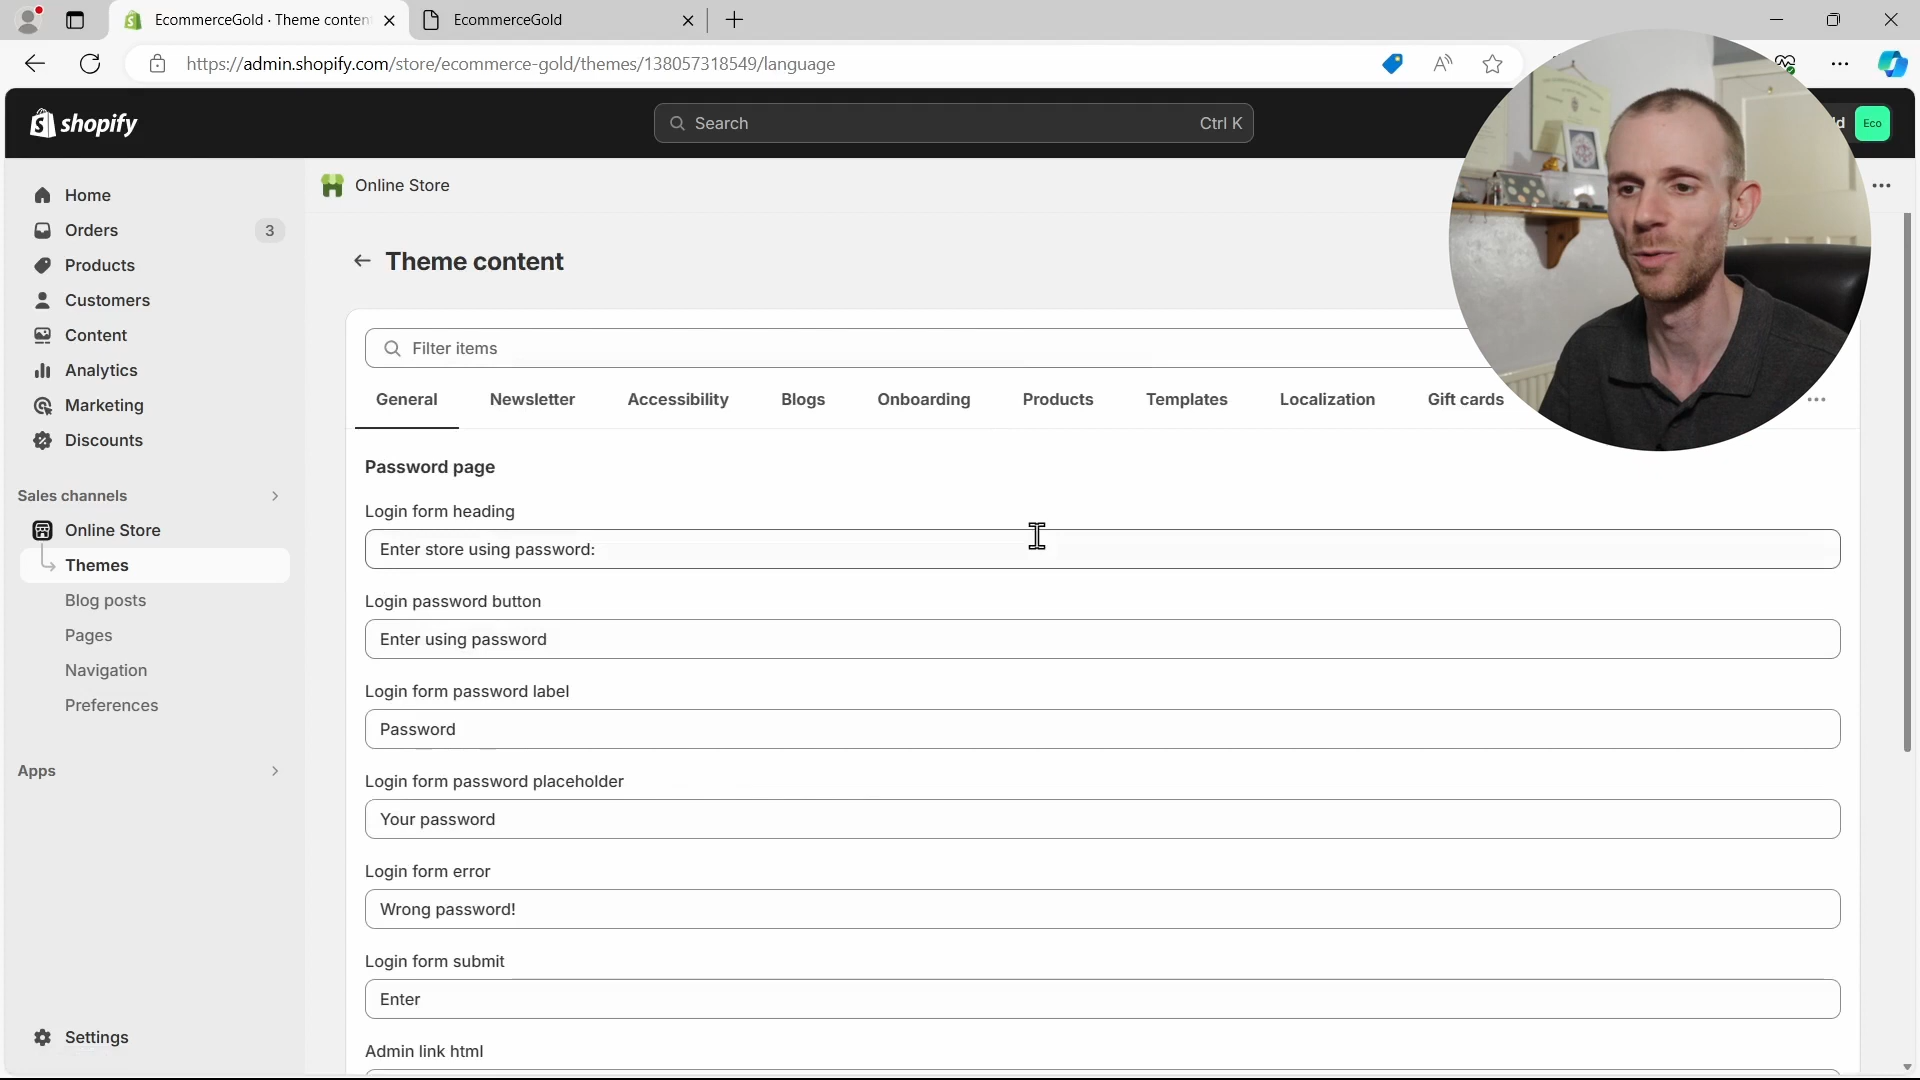 EcommerceGold · Theme conten
EcommerceGold
https://admin.shopify.com/store/ecommerce-gold/themes/138057318549/language
shopify
Search
Ctrl K
ld
Eco
Home
Orders
3
Products
Customers
Content
Analytics
Marketing
Discounts
Sales channels
Online Store
Themes
Blog posts
Pages
Navigation
Preferences
Apps
Settings
Online Store
Theme content
Filter items
General
Newsletter
Accessibility
Blogs
Onboarding
Products
Templates
Localization
Gift cards
Password page
Login form heading
Enter store using password:
Login password button
Enter using password
Login form password label
Password
Login form password placeholder
Your password
Login form error
Wrong password!
Login form submit
Enter
Admin link html